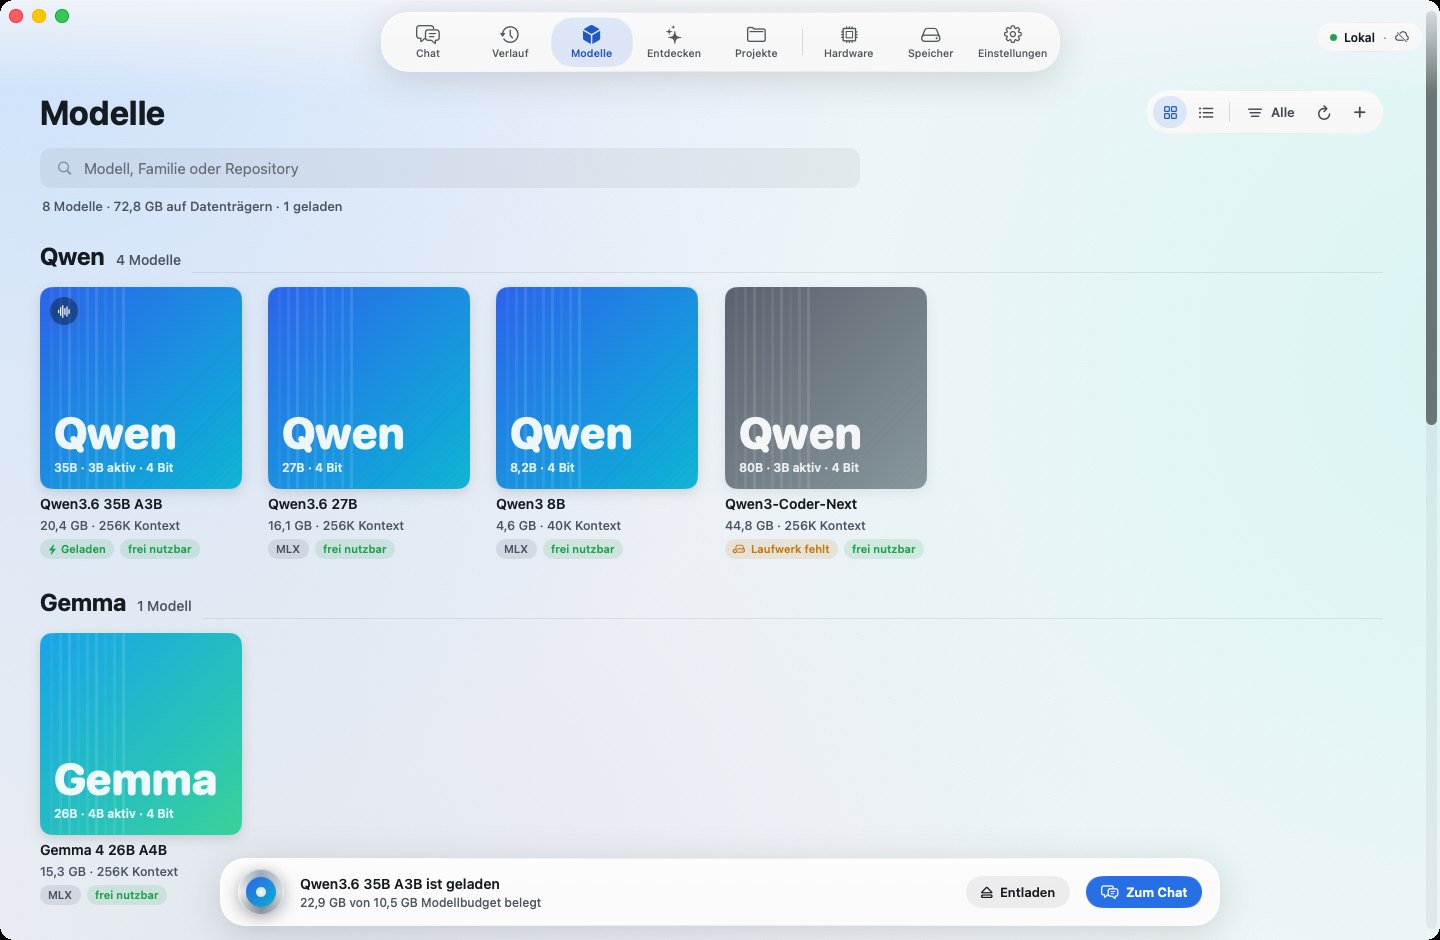 Chat
Verlauf
Modelle
Entdecken
Projekte
Hardware
Speicher
Einstellungen
Lokal ·
Modelle
Alle
Modell, Familie oder Repository
8 Modelle · 72,8 GB auf Datenträgern · 1 geladen
Qwen 4 Modelle
Qwen
35B · 3B aktiv · 4 Bit
Qwen3.6 35B A3B
20,4 GB · 256K Kontext
Geladen frei nutzbar
Qwen
27B · 4 Bit
Qwen3.6 27B
16,1 GB · 256K Kontext
MLX frei nutzbar
Qwen
8,2B · 4 Bit
Qwen3 8B
4,6 GB · 40K Kontext
MLX frei nutzbar
Qwen
80B · 3B aktiv · 4 Bit
Qwen3-Coder-Next
44,8 GB · 256K Kontext
Laufwerk fehlt frei nutzbar
Gemma 1 Modell
Gemma
26B · 4B aktiv · 4 Bit
Gemma 4 26B A4B
15,3 GB · 256K Kontext
MLX frei nutzbar
Qwen3.6 35B A3B ist geladen
22,9 GB von 10,5 GB Modellbudget belegt
Entladen
Zum Chat